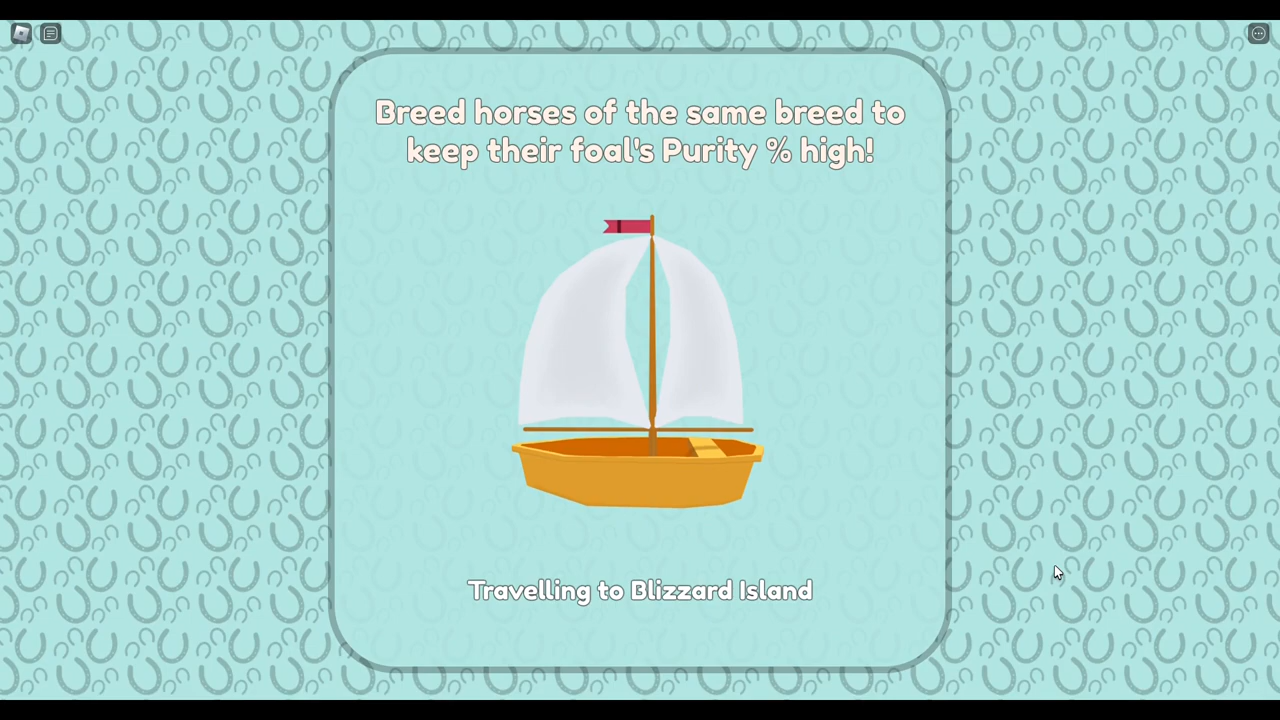 Breed horses of the same breed to
keep their foal's Purity % high!
Travelling to Blizzard Island